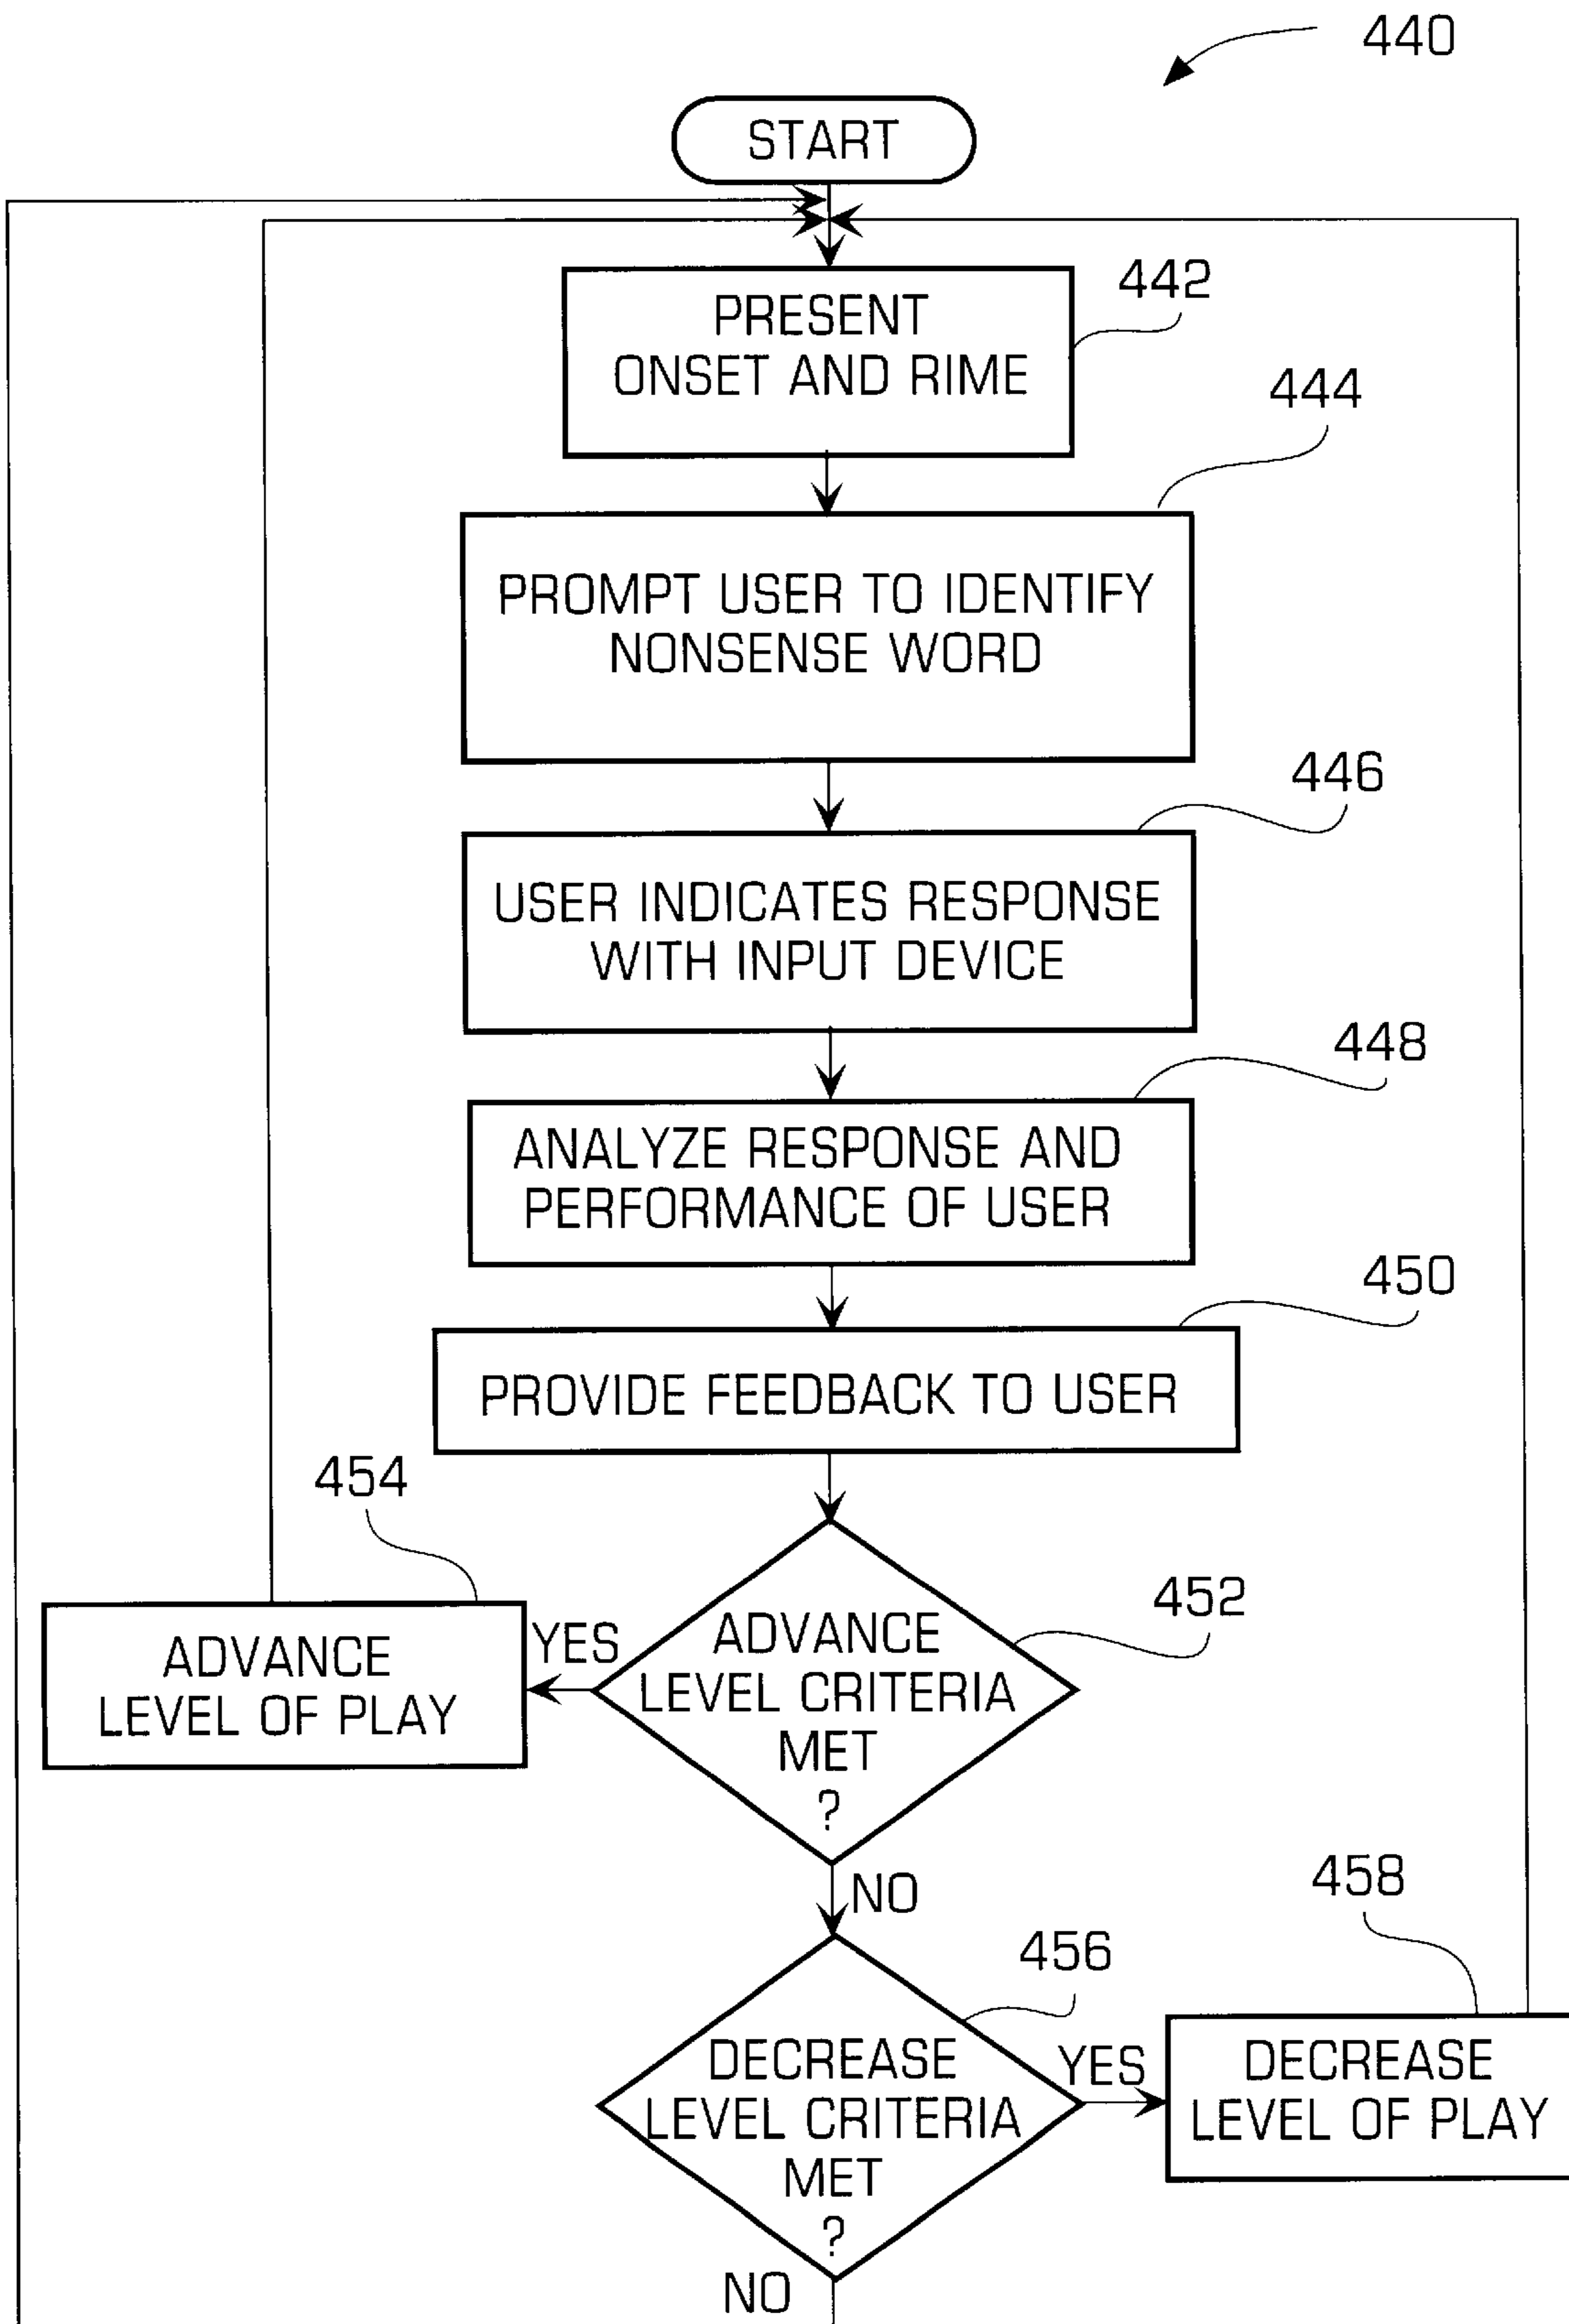 440
START
442
PRESENT
ONSET AND RIME
444
PROMPT USER TO IDENTIFY
NONSENSE WORD
446
USER INDICATES RESPONSE
WITH INPUT DEVICE
448
ANALYZE RESPONSE AND
PERFORMANCE OF USER
450
PROVIDE FEEDBACK TO USER
454
452
ADVANCE
LEVEL OF PLAY
YES
ADVANCE
LEVEL CRITERIA
MET
?
NO
458
456
DECREASE
LEVEL CRITERIA
MET
?
YES
DECREASE
LEVEL OF PLAY
NO